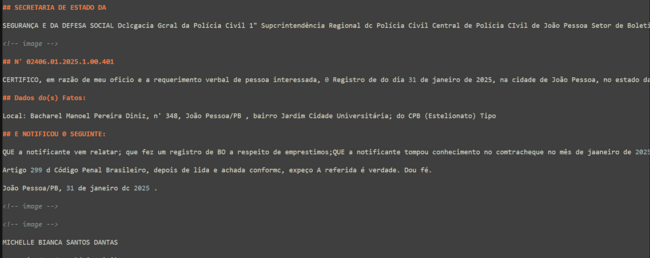 ## SECRETARIA DE ESTADO DA
SEGURANÇA E DA DEFESA SOCIAL Dclcgacia Gcral da Polícia Civil 1" Supcrintendência Regional dc Polícia Civil Central de Polícia CIvil de João Pessoa Setor de Boleti
<!-- image -->
## N' 02406.01.2025.1.00.401
CERTIFICO, em razão de meu oficio e a requerimento verbal de pessoa interessada, 0 Registro de do dia 31 de janeiro de 2025, na cidade de João Pessoa, no estado da
## Dados do(s) Fatos:
Local: Bacharel Manoel Pereira Diniz, n' 348, João Pessoa/PB , bairro Jardim Cidade Universitária; do CPB (Estelionato) Tipo
## E NOTIFICOU 0 SEGUINTE:
QUE a notificante vem relatar; que fez um registro de BO a respeito de emprestimos;QUE a notificante tompou conhecimento no comtracheque no mês de jaaneiro de 2025
Artigo 299 d Código Penal Brasileiro, depois de lida e achada conformc, expeço A referida é verdade. Dou fé.
João Pessoa/PB, 31 de janeiro dc 2025 .
<!-- image -->
<!-- image -->
MICHELLE BIANCA SANTOS DANTAS